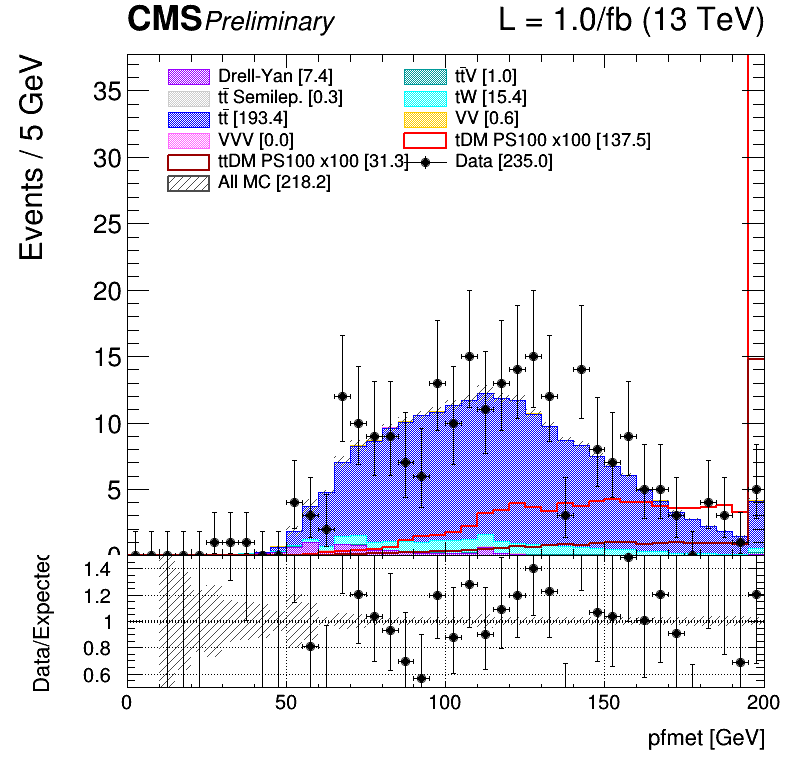 CMS Preliminary L = 1.0/fb (13 TeV)
Events / 5 GeV
Drell-Yan [7.4] tt̄V [1.0]
tt̄ Semilep. [0.3] tW [15.4]
tt̄ [193.4] VV [0.6]
VVV [0.0] tDM PS100 x100 [137.5]
ttDM PS100 x100 [31.3] Data [235.0]
All MC [218.2]
35
30
25
20
15
10
5
0
Data/Expected
1.4
1.2
1
0.8
0.6
0 50 100 150 200
pfmet [GeV]